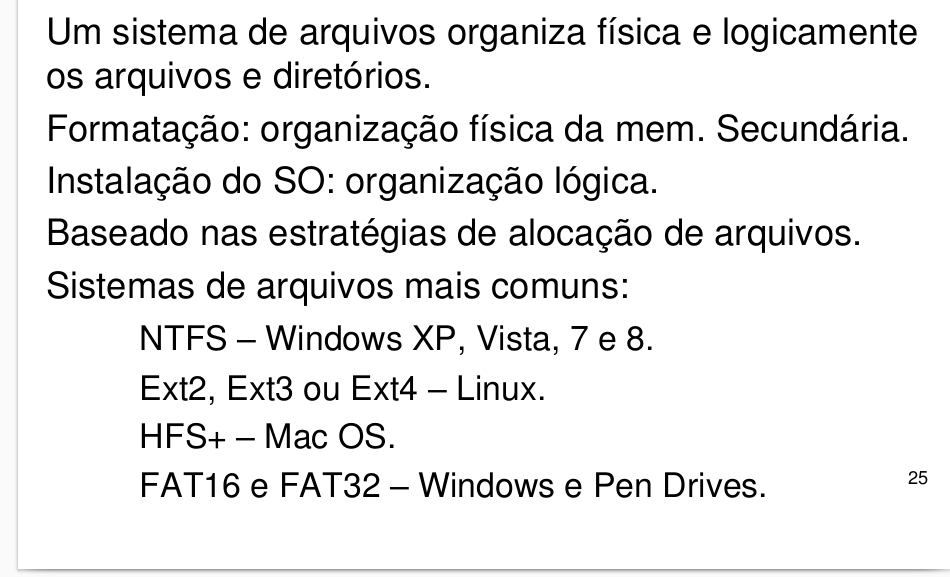 Um sistema de arquivos organiza física e logicamente
os arquivos e diretórios.
Formatação: organização física da mem. Secundária.
Instalação do SO: organização lógica.
Baseado nas estratégias de alocação de arquivos.
Sistemas de arquivos mais comuns:
NTFS – Windows XP, Vista, 7 e 8.
Ext2, Ext3 ou Ext4 – Linux.
HFS+ – Mac OS.
FAT16 e FAT32 – Windows e Pen Drives.
25